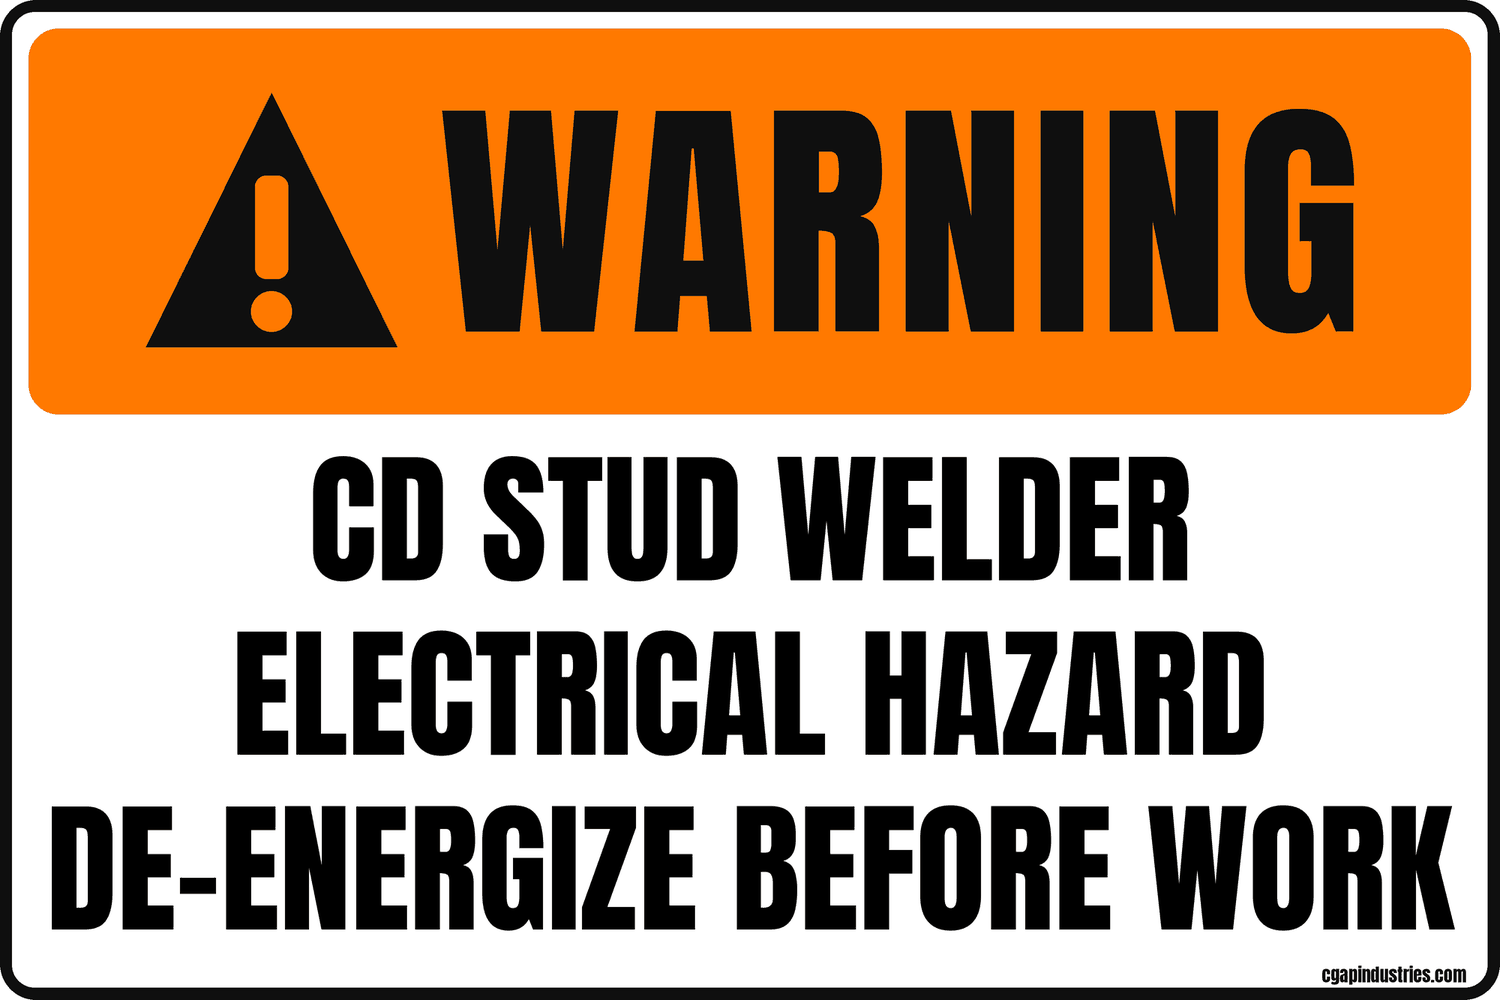 WARNING
CD STUD WELDER
ELECTRICAL HAZARD
DE-ENERGIZE BEFORE WORK
cgapindustries.com